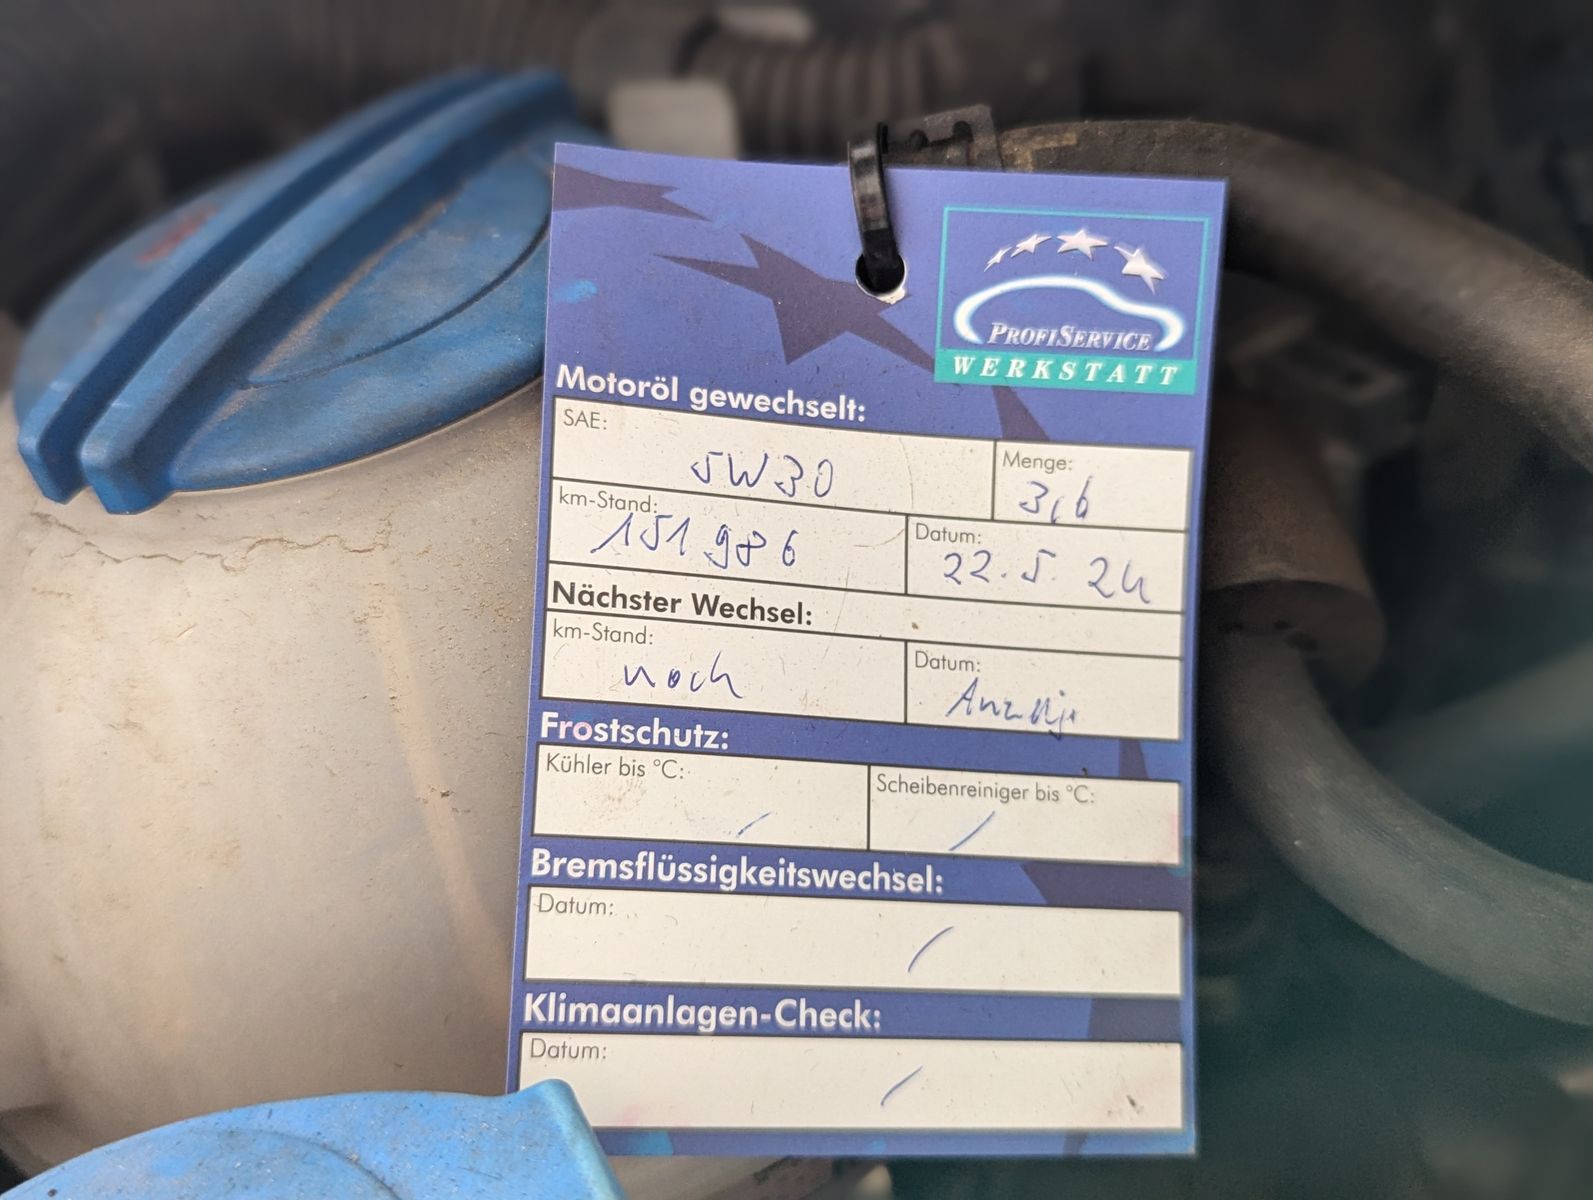 PROFISERVICE
WERKSTATT
Motoröl gewechselt:
SAE: 5W30
Menge: 3,6
km-Stand: 151986
Datum: 22.5.24
Nächster Wechsel:
km-Stand: noch
Datum:
Frostschutz:
Kühler bis °C: /
Scheibenreiniger bis °C: /
Bremsflüssigkeitswechsel:
Datum: /
Klimaanlagen-Check:
Datum: /